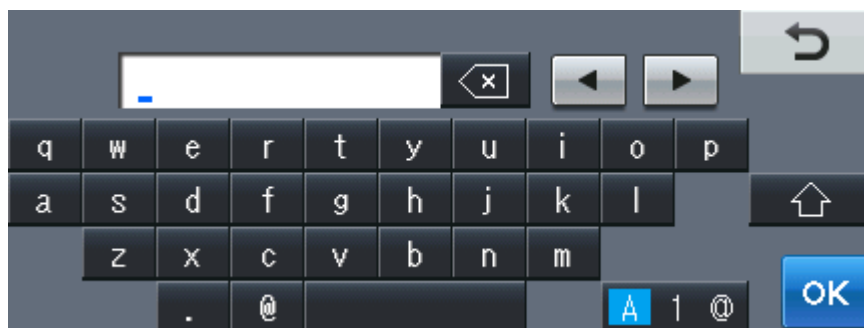 q w e r t y u i o p
a s d f g h j k l
z x c v b n m
. @ A 1 @
OK